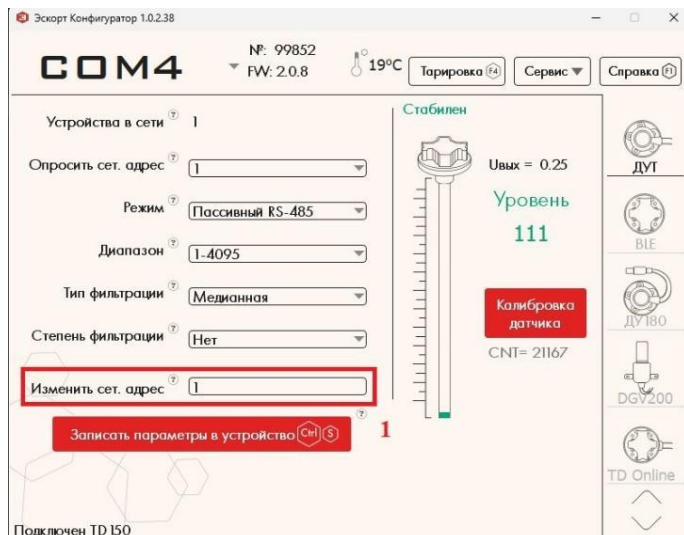 Эскорт Конфигуратор 1.0.2.38
COM4
№: 99852
FW: 2.0.8
19°C
Тарировка F4
Сервис
Справка F1
Устройства в сети ? 1
Опросить сет. адрес ? 1
Режим ? Пассивный RS-485
Диапазон ? 1-4095
Тип фильтрации ? Медианная
Степень фильтрации ? Нет
Изменить сет. адрес ? 1
Записать параметры в устройство Ctrl S ?
1
Стабилен
Uвых = 0.25
Уровень
111
Калибровка
датчика
CNT= 21167
ДУТ
BLE
ДУ180
DGV200
TD Online
Подключен TD 150